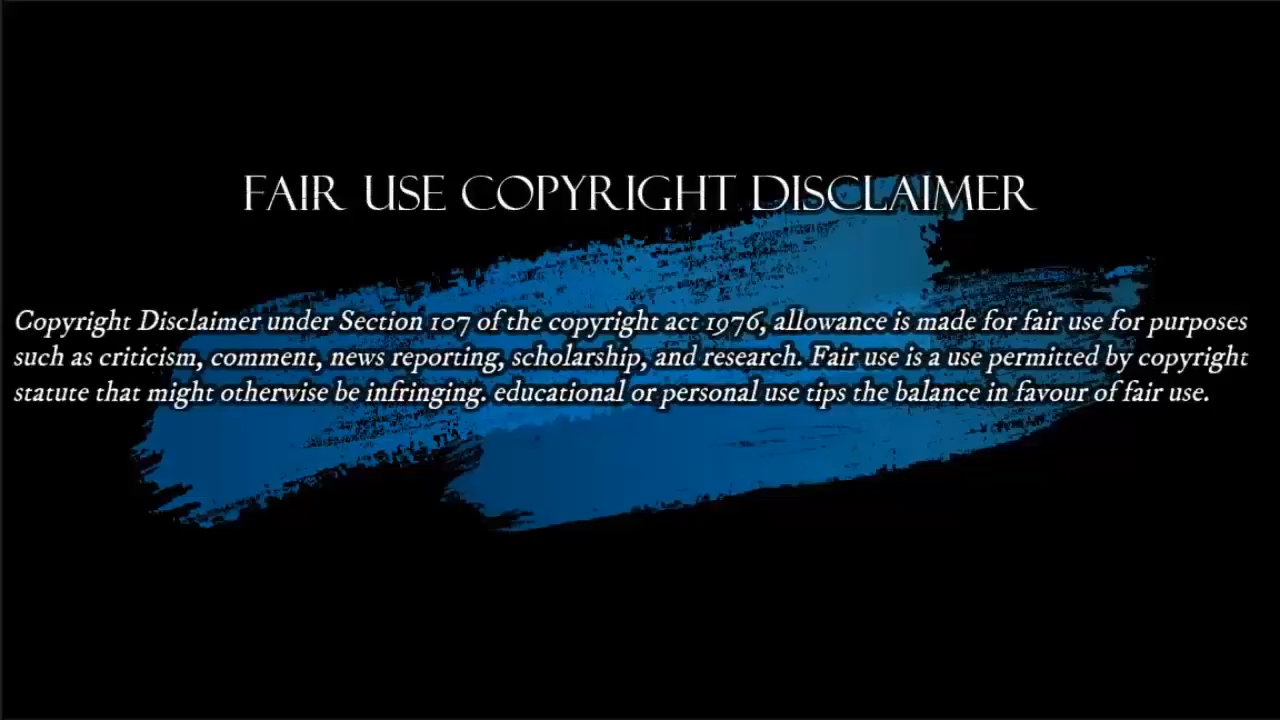 FAIR USE COPYRIGHT DISCLAIMER
Copyright Disclaimer under Section 107 of the copyright act 1976, allowance is made for fair use for purposes
such as criticism, comment, news reporting, scholarship, and research. Fair use is a use permitted by copyright
statute that might otherwise be infringing. educational or personal use tips the balance in favour of fair use.